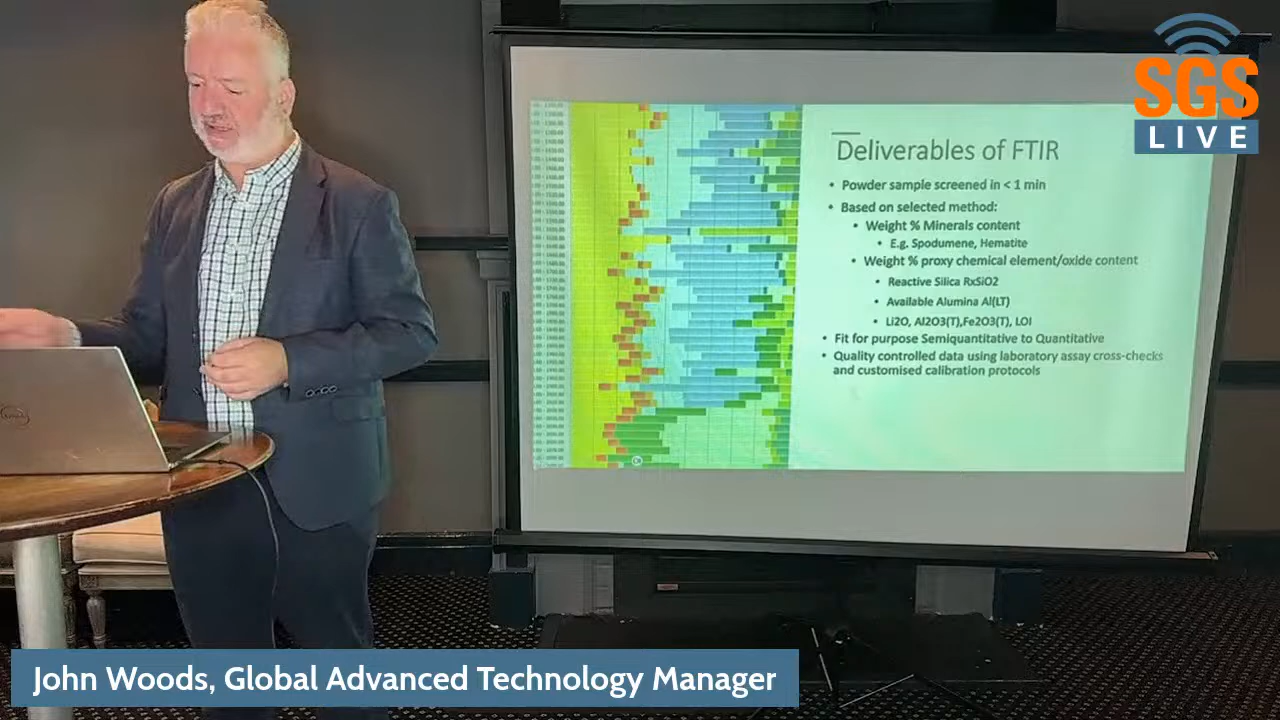 SGS
LIVE
Deliverables of FTIR
• Powder sample screened in < 1 min
• Based on selected method:
• Weight % Minerals content
• E.g. Spodumene, Hematite
• Weight % proxy chemical element/oxide content
• Reactive Silica RxSiO2
• Available Alumina Al(LT)
• Li2O, Al2O3(T),Fe2O3(T), LOI
• Fit for purpose Semiquantitative to Quantitative
• Quality controlled data using laboratory assay cross-checks
and customised calibration protocols
John Woods, Global Advanced Technology Manager